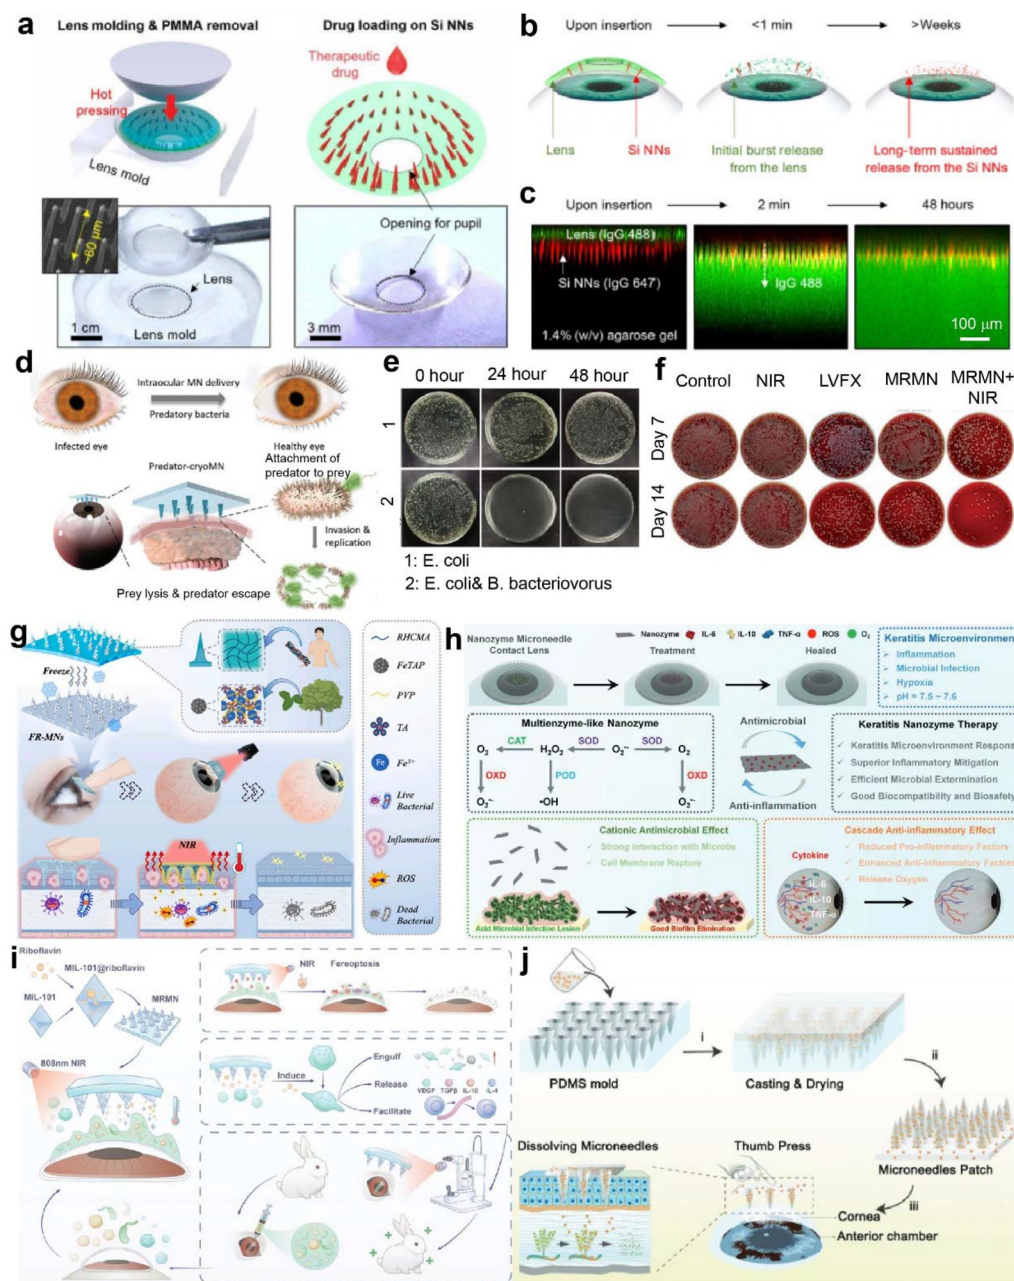 a
Lens molding & PMMA removal
Hot
pressing
Lens mold
~60 μm
Lens
Lens mold
1 cm
Drug loading on Si NNs
Therapeutic
drug
Opening for pupil
3 mm
b
Upon insertion
<1 min
>Weeks
Lens
Si NNs
Initial burst release
from the lens
Long-term sustained
release from the Si NNs
c
Upon insertion
2 min
48 hours
Lens (IgG 488)
Si NNs (IgG 647)
1.4% (w/v) agarose gel
IgG 488
100 μm
d
Intraocular MN delivery
Predatory bacteria
Infected eye
Healthy eye
Attachment of
predator to prey
Predator-cryoMN
Invasion &
replication
Prey lysis & predator escape
e
0 hour
24 hour
48 hour
1
2
1: E. coli
2: E. coli& B. bacteriovorus
f
Control
NIR
LVFX
MRMN
MRMN+
NIR
Day 7
Day 14
g
Freeze
FR-MNs
NIR
RHCMA
FeTAP
PVP
TA
Fe
Fe³⁺
Live
Bacterial
Inflammation
ROS
Dead
Bacterial
h
Nanozyme
IL-6
IL-10
TNF-α
ROS
O₂
Nanozyme Microneedle
Contact Lens
Treatment
Healed
Keratitis Microenvironment
Inflammation
Microbial Infection
Hypoxia
pH = 7.5 ~ 7.6
Multienzyme-like Nanozyme
O₂
CAT
H₂O₂
SOD
O₂•⁻
SOD
O₂
OXD
POD
OXD
O₂•⁻
•OH
O₂•⁻
Antimicrobial
Anti-inflammation
Keratitis Nanozyme Therapy
Keratitis Microenvironment Respons
Superior Inflammatory Mitigation
Efficient Microbial Extermination
Good Biocompatibility and Biosafety
Cationic Antimicrobial Effect
Strong Interaction with Microbe
Cell Membrane Rupture
Acid Microbial Infection Lesion
Good Biofilm Elimination
Cascade Anti-inflammatory Effect
Reduced Pro-inflammatory Factors
Enhanced Anti-inflammatory Factors
Release Oxygen
Cytokine
IL-6
IL-10
TNF-α
i
Riboflavin
MIL-101@riboflavin
MIL-101
MRMN
808nm NIR
NIR
Fereoptosis
Induce
Engulf
Release
Facilitate
VEGF
TGFβ
IL-10
IL-4
j
i
PDMS mold
Casting & Drying
ii
Microneedles Patch
iii
Dissolving Microneedles
Thumb Press
Cornea
Anterior chamber